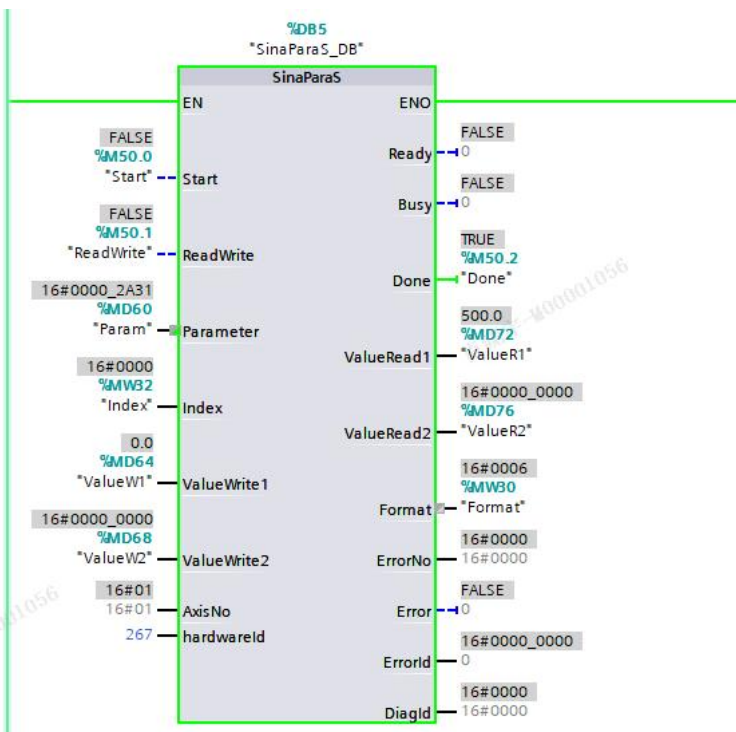 %DB5
"SinaParaS_DB"
SinaParaS
EN ENO
FALSE
%M50.0
"Start" Start
FALSE
%M50.1
"ReadWrite" ReadWrite
16#0000_2A31
%MD60
"Param" Parameter
16#0000
%MW32
"Index" Index
0.0
%MD64
"ValueW1" ValueWrite1
16#0000_0000
%MD68
"ValueW2" ValueWrite2
16#01
16#01 AxisNo
267 hardwareId
FALSE
Ready 0
FALSE
Busy 0
TRUE
%M50.2
Done "Done"
500.0
%MD72
ValueRead1 "ValueR1"
16#0000_0000
%MD76
ValueRead2 "ValueR2"
16#0006
%MW30
Format "Format"
16#0000
ErrorNo 16#0000
FALSE
Error 0
16#0000_0000
ErrorId 0
16#0000
DiagId 16#0000